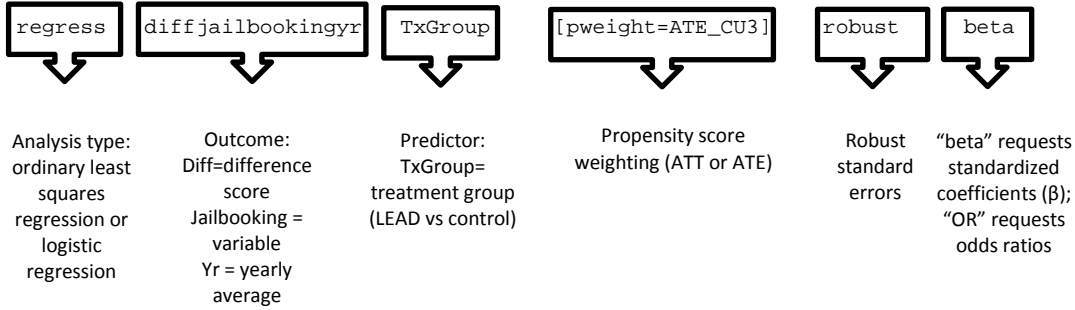 regress
diffjailbookingyr
TxGroup
[pweight=ATE_CU3]
robust
beta
Analysis type:
ordinary least
squares
regression or
logistic
regression
Outcome:
Diff=difference
score
Jailbooking =
variable
Yr = yearly
average
Predictor:
TxGroup=
treatment group
(LEAD vs control)
Propensity score
weighting (ATT or ATE)
Robust
standard
errors
“beta” requests
standardized
coefficients (β);
“OR” requests
odds ratios